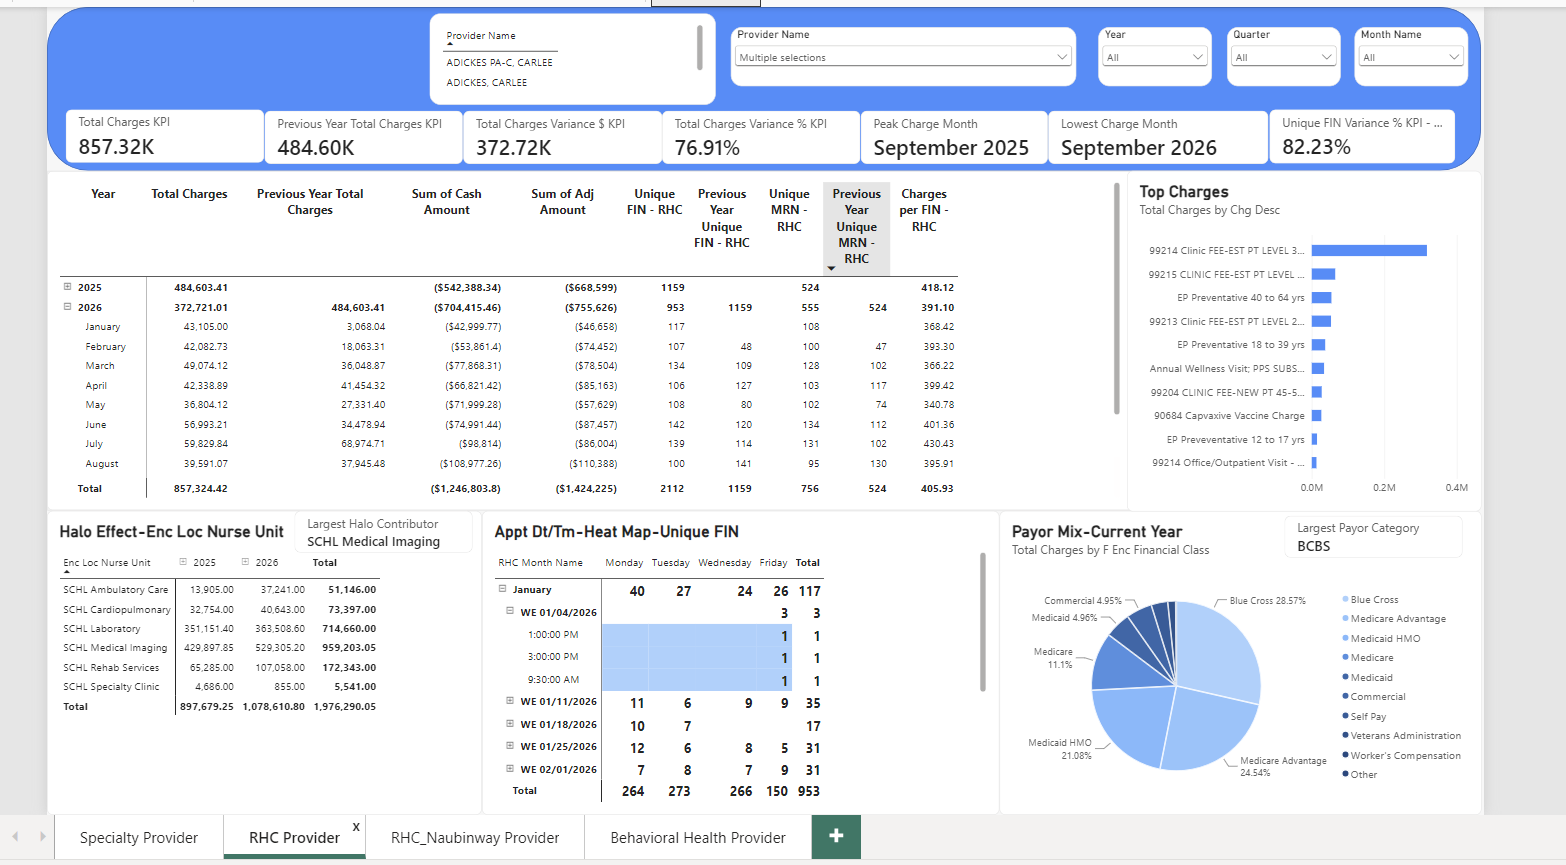 Provider Name
ADICKES PA-C, CARLEE
ADICKES, CARLEE
Provider Name
Multiple selections
Year
All
Quarter
All
Month Name
All
Total Charges KPI
857.32K
Previous Year Total Charges KPI
484.60K
Total Charges Variance $ KPI
372.72K
Total Charges Variance % KPI
76.91%
Peak Charge Month
September 2025
Lowest Charge Month
September 2026
Unique FIN Variance % KPI - ...
82.23%
Year Total Charges Previous Year Total Charges Sum of Cash Amount Sum of Adj Amount Unique FIN - RHC Previous Year Unique FIN - RHC Unique MRN - RHC Previous Year Unique MRN - RHC Charges per FIN - RHC
2025 484,603.41 ($542,388.34) ($668,599) 1159 524 418.12
2026 372,721.01 484,603.41 ($704,415.46) ($755,626) 953 1159 555 524 391.10
January 43,105.00 3,068.04 ($42,999.77) ($46,658) 117 108 368.42
February 42,082.73 18,063.31 ($53,861.4) ($74,452) 107 48 100 47 393.30
March 49,074.12 36,048.87 ($77,868.31) ($78,504) 134 109 128 102 366.22
April 42,338.89 41,454.32 ($66,821.42) ($85,163) 106 127 103 117 399.42
May 36,804.12 27,331.40 ($71,999.28) ($57,629) 108 80 102 74 340.78
June 56,993.21 34,478.94 ($74,991.44) ($87,457) 142 120 134 112 401.36
July 59,829.84 68,974.71 ($98,814) ($86,004) 139 114 131 102 430.43
August 39,591.07 37,945.48 ($108,977.26) ($110,388) 100 141 95 130 395.91
Total 857,324.42 ($1,246,803.8) ($1,424,225) 2112 1159 756 524 405.93
Top Charges
Total Charges by Chg Desc
99214 Clinic FEE-EST PT LEVEL 3...
99215 CLINIC FEE-EST PT LEVEL ...
EP Preventative 40 to 64 yrs
99213 Clinic FEE-EST PT LEVEL 2...
EP Preventative 18 to 39 yrs
Annual Wellness Visit; PPS SUBS...
99204 CLINIC FEE-NEW PT 45-5...
90684 Capvaxive Vaccine Charge
EP Preveventative 12 to 17 yrs
99214 Office/Outpatient Visit - ...
0.0M 0.2M 0.4M
Halo Effect-Enc Loc Nurse Unit
Largest Halo Contributor
SCHL Medical Imaging
Enc Loc Nurse Unit 2025 2026 Total
SCHL Ambulatory Care 13,905.00 37,241.00 51,146.00
SCHL Cardiopulmonary 32,754.00 40,643.00 73,397.00
SCHL Laboratory 351,151.40 363,508.60 714,660.00
SCHL Medical Imaging 429,897.85 529,305.20 959,203.05
SCHL Rehab Services 65,285.00 107,058.00 172,343.00
SCHL Specialty Clinic 4,686.00 855.00 5,541.00
Total 897,679.25 1,078,610.80 1,976,290.05
Appt Dt/Tm-Heat Map-Unique FIN
RHC Month Name Monday Tuesday Wednesday Friday Total
January 40 27 24 26 117
WE 01/04/2026 3 3
1:00:00 PM 1 1
3:00:00 PM 1 1
9:30:00 AM 1 1
WE 01/11/2026 11 6 9 9 35
WE 01/18/2026 10 7 17
WE 01/25/2026 12 6 8 5 31
WE 02/01/2026 7 8 7 9 31
Total 264 273 266 150 953
Payor Mix-Current Year
Total Charges by F Enc Financial Class
Largest Payor Category
BCBS
Commercial 4.95%
Medicaid 4.96%
Medicare
11.1%
Medicaid HMO
21.08%
Blue Cross 28.57%
Medicare Advantage
24.54%
Blue Cross
Medicare Advantage
Medicaid HMO
Medicare
Medicaid
Commercial
Self Pay
Veterans Administration
Worker's Compensation
Other
Specialty Provider
RHC Provider
x
RHC_Naubinway Provider
Behavioral Health Provider
+